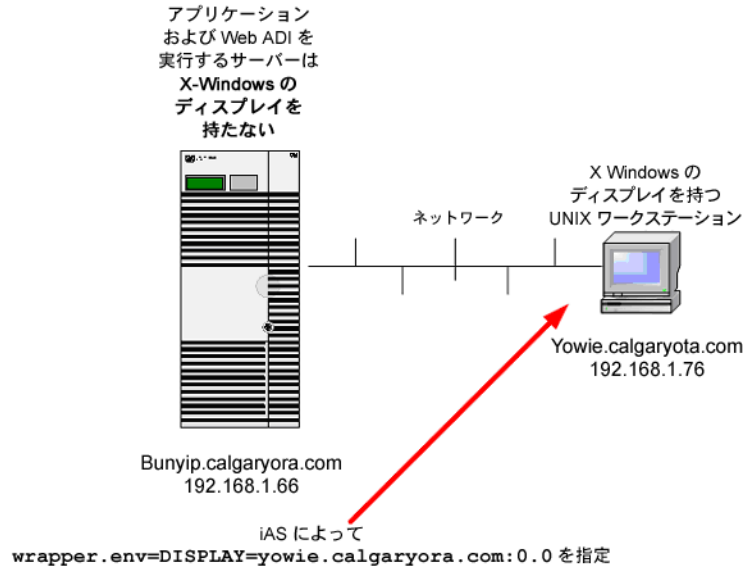 アプリケーション
および Web ADI を
実行するサーバーは
X-Windows の
ディスプレイを
持たない
X Windows の
ディスプレイを持つ
UNIX ワークステーション
ネットワーク
Yowie.calgaryota.com
192.168.1.76
Bunyip.calgaryora.com
192.168.1.66
iAS によって
wrapper.env=DISPLAY=yowie.calgaryora.com:0.0 を指定